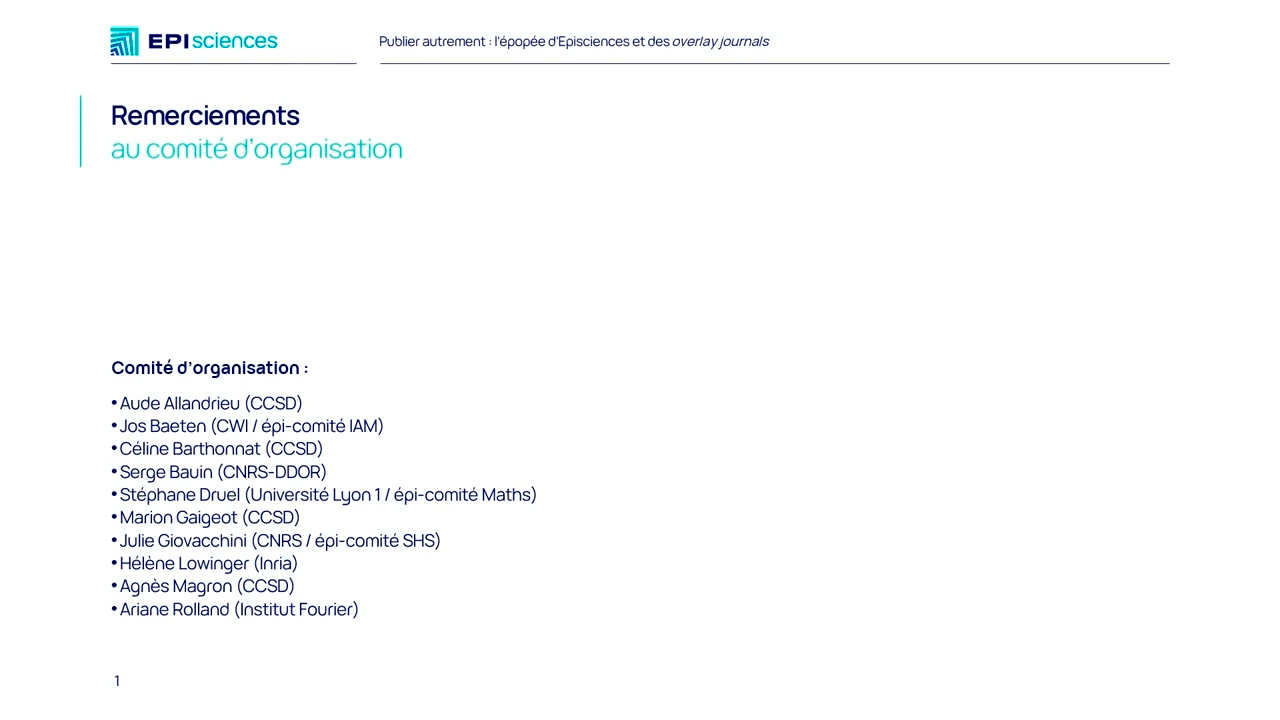 EPIsciences
Publier autrement : l'épopée d'Episciences et des overlay journals
Remerciements
au comité d'organisation
Comité d'organisation :
• Aude Allandrieu (CCSD)
• Jos Baeten (CWI / épi-comité IAM)
• Céline Barthonnat (CCSD)
• Serge Bauin (CNRS-DDOR)
• Stéphane Druel (Université Lyon 1 / épi-comité Maths)
• Marion Gaigeot (CCSD)
• Julie Giovacchini (CNRS / épi-comité SHS)
• Hélène Lowinger (Inria)
• Agnès Magron (CCSD)
• Ariane Rolland (Institut Fourier)
1